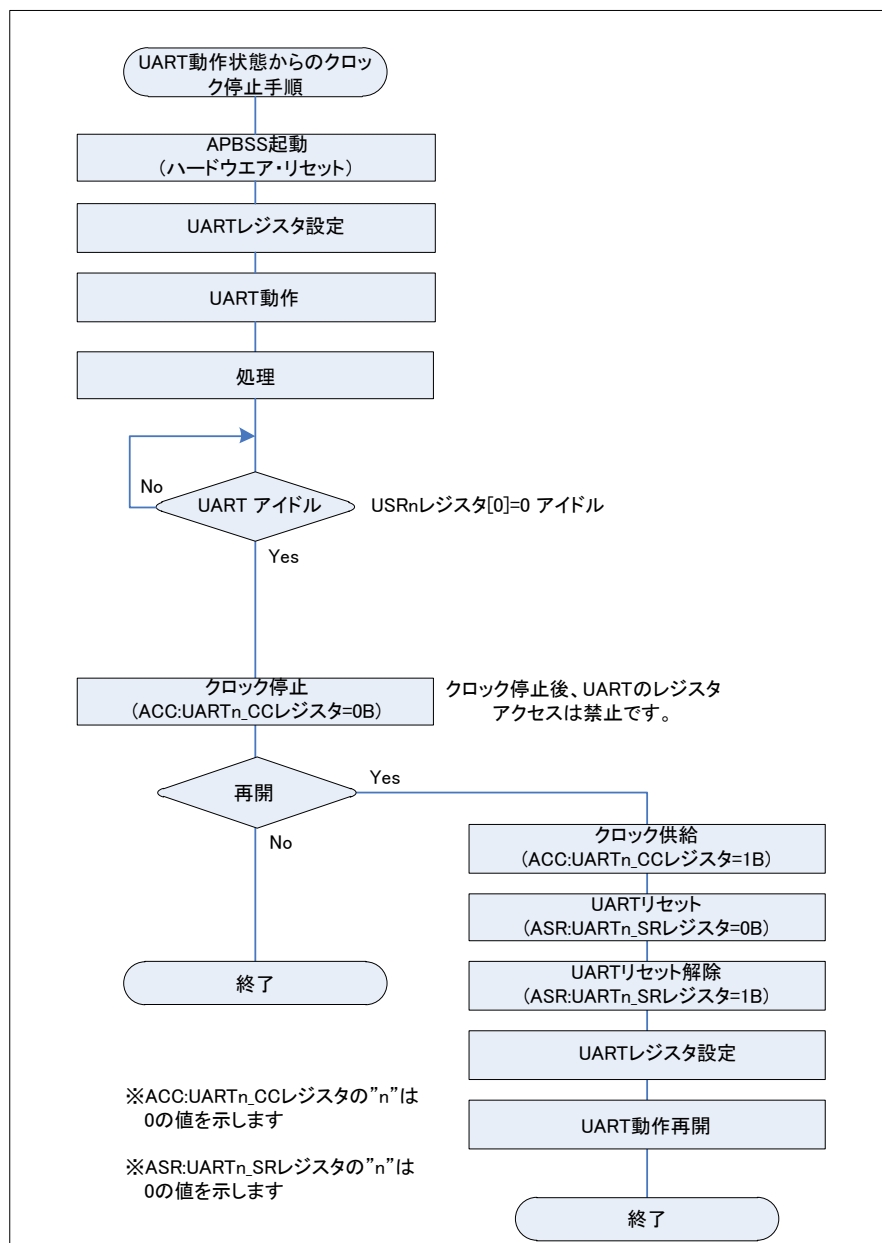 UART動作状態からのクロッ
ク停止手順
APBSS起動
（ハードウエア・リセット）
UARTレジスタ設定
UART動作
処理
No
UART アイドル
USRnレジスタ[0]=0 アイドル
Yes
クロック停止
（ACC:UARTn_CCレジスタ=0B）
クロック停止後、UARTのレジスタ
アクセスは禁止です。
再開
Yes
No
終了
クロック供給
（ACC:UARTn_CCレジスタ=1B）
UARTリセット
（ASR:UARTn_SRレジスタ=0B）
UARTリセット解除
（ASR:UARTn_SRレジスタ=1B）
UARTレジスタ設定
UART動作再開
終了
※ACC:UARTn_CCレジスタの”n”は
0の値を示します
※ASR:UARTn_SRレジスタの”n”は
0の値を示します